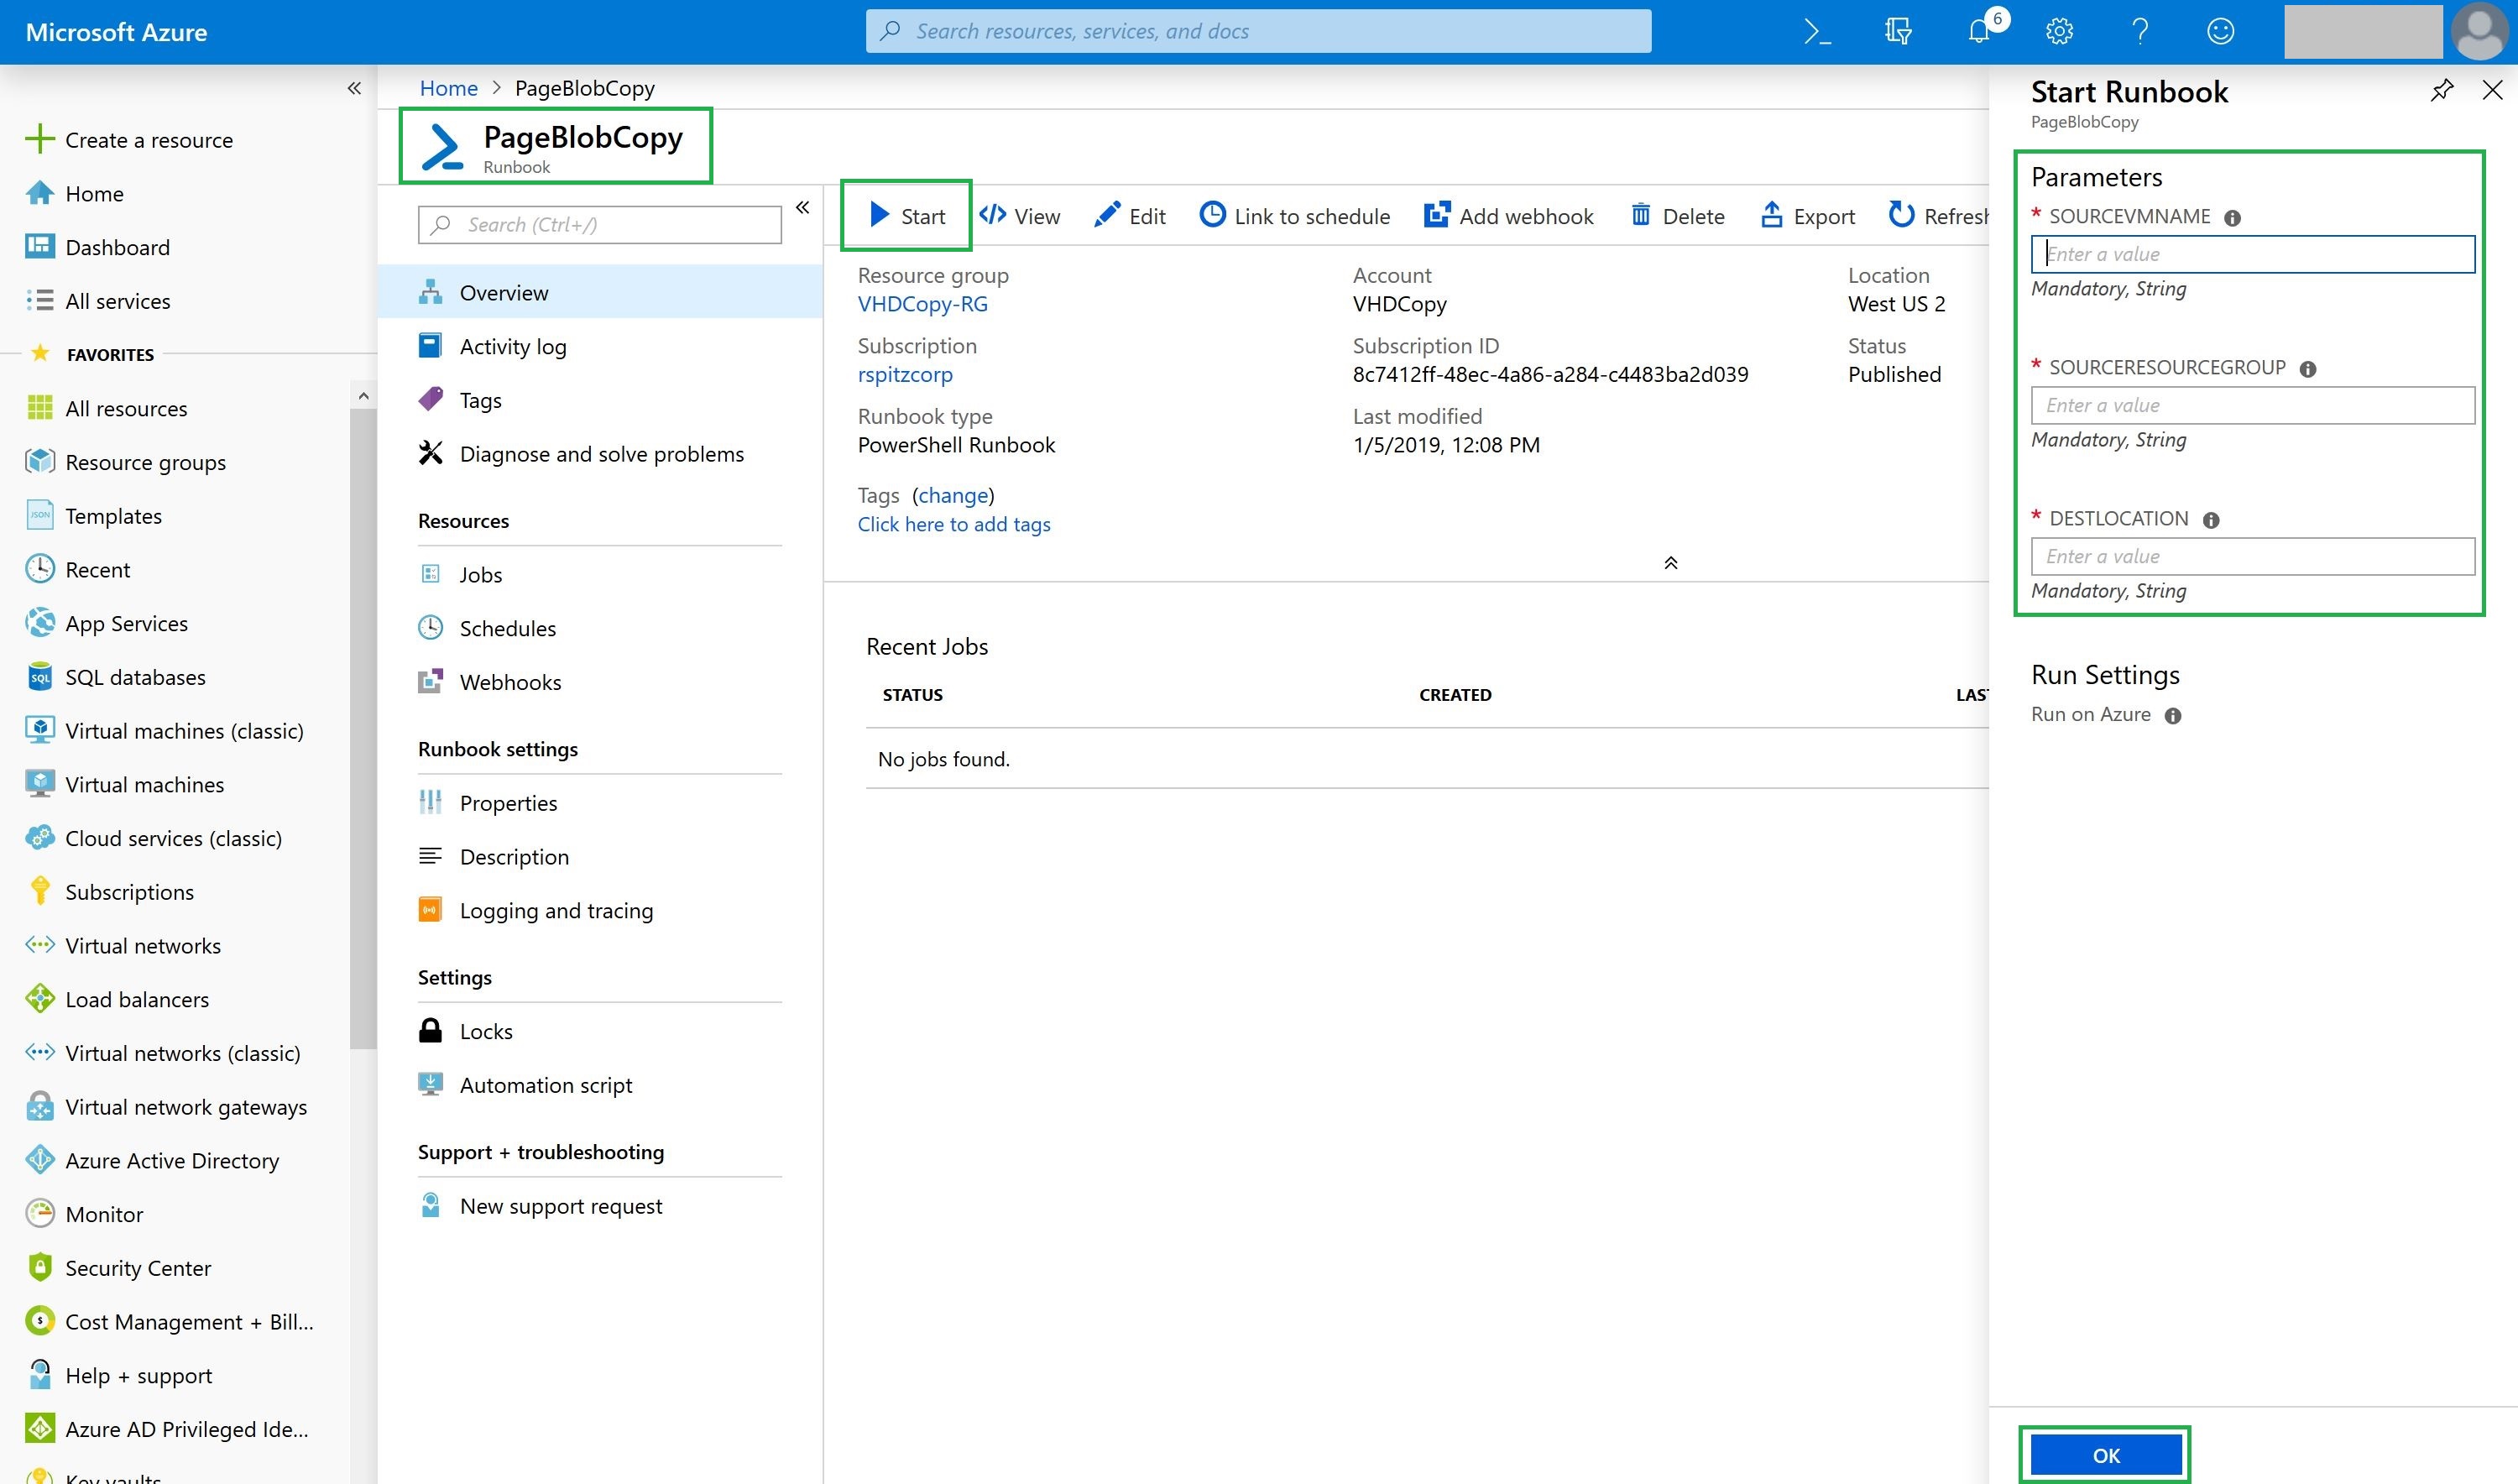 Microsoft Azure
Search resources, services, and docs
6
Create a resource
Home
Dashboard
All services
FAVORITES
All resources
Resource groups
JSON
Templates
Recent
App Services
SQL
SQL databases
Virtual machines (classic)
Virtual machines
Cloud services (classic)
Subscriptions
Virtual networks
Load balancers
Virtual networks (classic)
Virtual network gateways
Azure Active Directory
Monitor
Security Center
Cost Management + Bill...
Help + support
Azure AD Privileged Ide...
Key vaults
Home > PageBlobCopy
PageBlobCopy
Runbook
Search (Ctrl+/)
Overview
Activity log
Tags
Diagnose and solve problems
Resources
Jobs
Schedules
Webhooks
Runbook settings
Properties
Description
Logging and tracing
Settings
Locks
Automation script
Support + troubleshooting
New support request
Start View Edit Link to schedule Add webhook Delete Export Refresh
Resource group
VHDCopy-RG
Subscription
rspitzcorp
Runbook type
PowerShell Runbook
Tags (change)
Click here to add tags
Account
VHDCopy
Subscription ID
8c7412ff-48ec-4a86-a284-c4483ba2d039
Last modified
1/5/2019, 12:08 PM
Location
West US 2
Status
Published
Recent Jobs
STATUS CREATED LAST
No jobs found.
Start Runbook
PageBlobCopy
Parameters
* SOURCEVMNAME
Enter a value
Mandatory, String
* SOURCERESOURCEGROUP
Enter a value
Mandatory, String
* DESTLOCATION
Enter a value
Mandatory, String
Run Settings
Run on Azure
OK